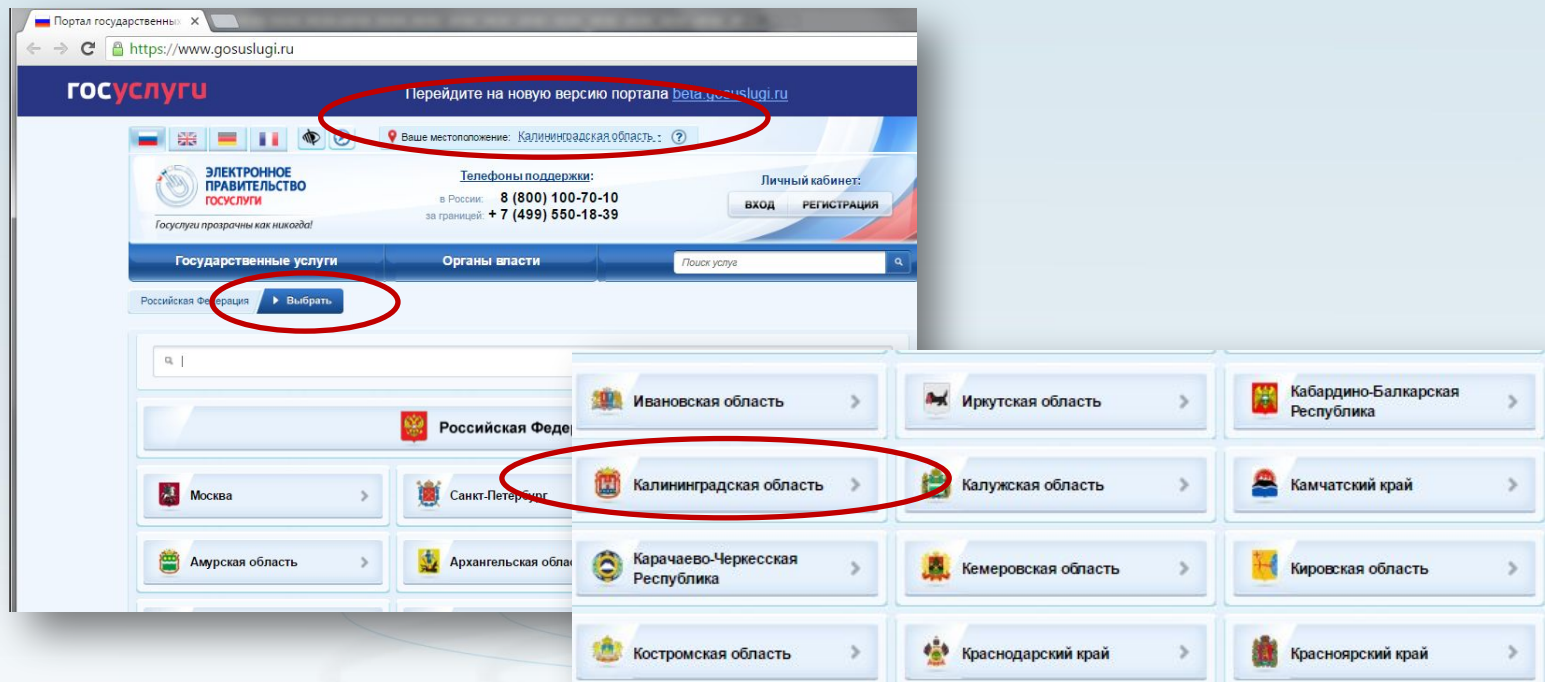 Портал государственных
https://www.gosuslugi.ru
госуслуги
Перейдите на новую версию портала beta.gosuslugi.ru
Ваше местоположение: Калининградская область
ЭЛЕКТРОННОЕ
ПРАВИТЕЛЬСТВО
ГОСУСЛУГИ
Госуслуги прозрачны как никогда!
Телефоны поддержки:
в России: 8 (800) 100-70-10
за границей: + 7 (499) 550-18-39
Личный кабинет:
ВХОД РЕГИСТРАЦИЯ
Государственные услуги
Органы власти
Поиск услуг
Российская Федерация
Выбрать
Российская Феде
Москва
Санкт-Петербург
Амурская область
Архангельская обла
Ивановская область
Иркутская область
Кабардино-Балкарская
Республика
Калининградская область
Калужская область
Камчатский край
Карачаево-Черкесская
Республика
Кемеровская область
Кировская область
Костромская область
Краснодарский край
Красноярский край